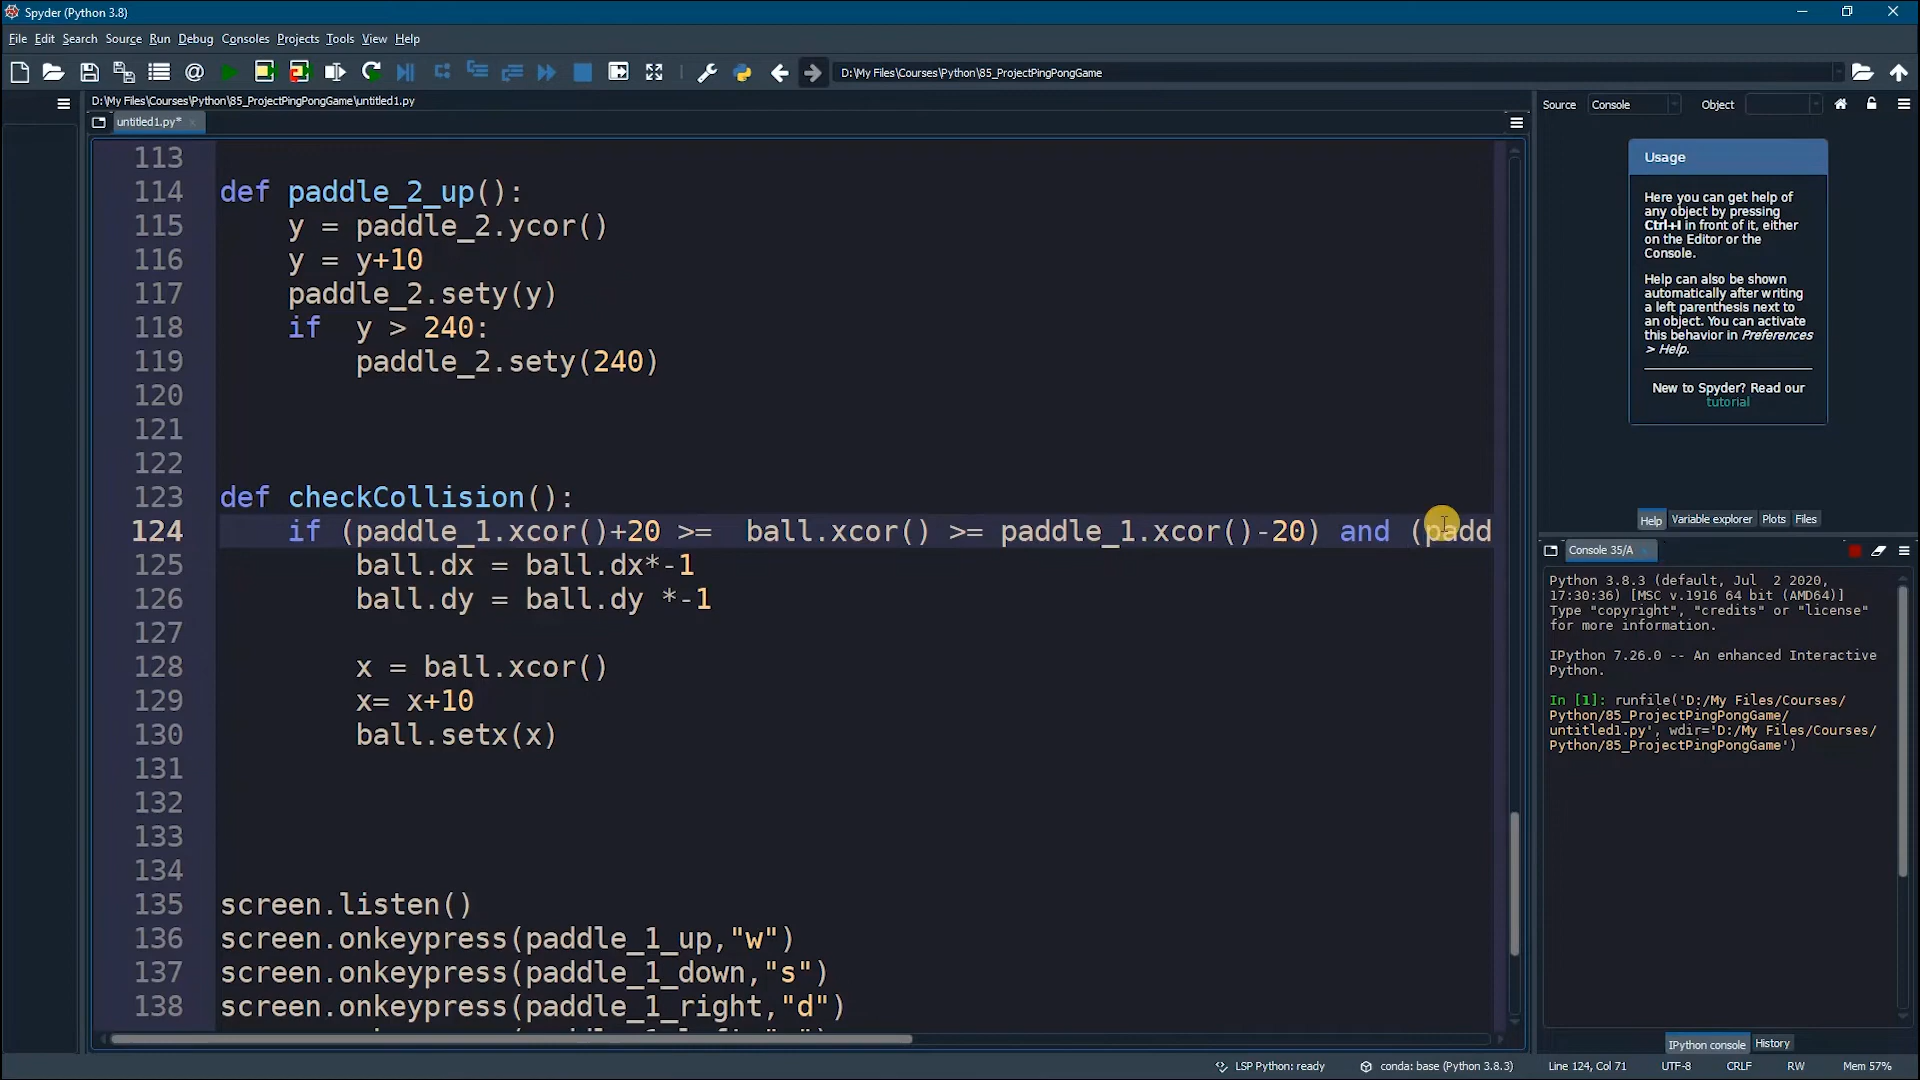 Spyder (Python 3.8)
File Edit Search Source Run Debug Consoles Projects Tools View Help
D:\My Files\Courses\Python\85_ProjectPingPongGame
D:\My Files\Courses\Python\85_ProjectPingPongGame\untitled1.py
untitled1.py*
113
114 def paddle_2_up():
115     y = paddle_2.ycor()
116     y = y+10
117     paddle_2.sety(y)
118     if  y > 240:
119         paddle_2.sety(240)
120
121
122
123 def checkCollision():
124     if (paddle_1.xcor()+20 >=  ball.xcor() >= paddle_1.xcor()-20) and (padd
125         ball.dx = ball.dx*-1
126         ball.dy = ball.dy *-1
127
128         x = ball.xcor()
129         x= x+10
130         ball.setx(x)
131
132
133
134
135 screen.listen()
136 screen.onkeypress(paddle_1_up,"w")
137 screen.onkeypress(paddle_1_down,"s")
138 screen.onkeypress(paddle_1_right,"d")
Source Console Object
Usage
Here you can get help of
any object by pressing
Ctrl+I in front of it, either
on the Editor or the
Console.
Help can also be shown
automatically after writing
a left parenthesis next to
an object. You can activate
this behavior in Preferences
> Help.
New to Spyder? Read our
tutorial
Help Variable explorer Plots Files
Console 35/A
Python 3.8.3 (default, Jul  2 2020,
17:30:36) [MSC v.1916 64 bit (AMD64)]
Type "copyright", "credits" or "license"
for more information.
IPython 7.26.0 -- An enhanced Interactive
Python.
In [1]: runfile('D:/My Files/Courses/
Python/85_ProjectPingPongGame/
untitled1.py', wdir='D:/My Files/Courses/
Python/85_ProjectPingPongGame')
IPython console History
LSP Python: ready conda: base (Python 3.8.3) Line 124, Col 71 UTF-8 CRLF RW Mem 57%